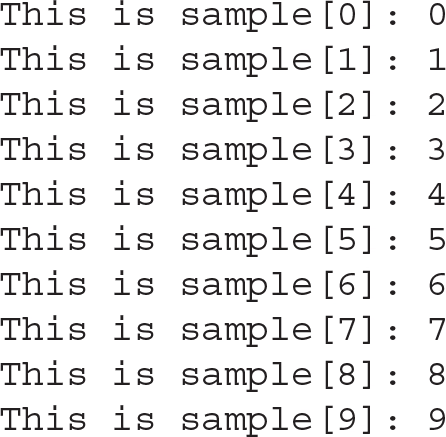 This is sample[0]: 0
This is sample[1]: 1
This is sample[2]: 2
This is sample[3]: 3
This is sample[4]: 4
This is sample[5]: 5
This is sample[6]: 6
This is sample[7]: 7
This is sample[8]: 8
This is sample[9]: 9